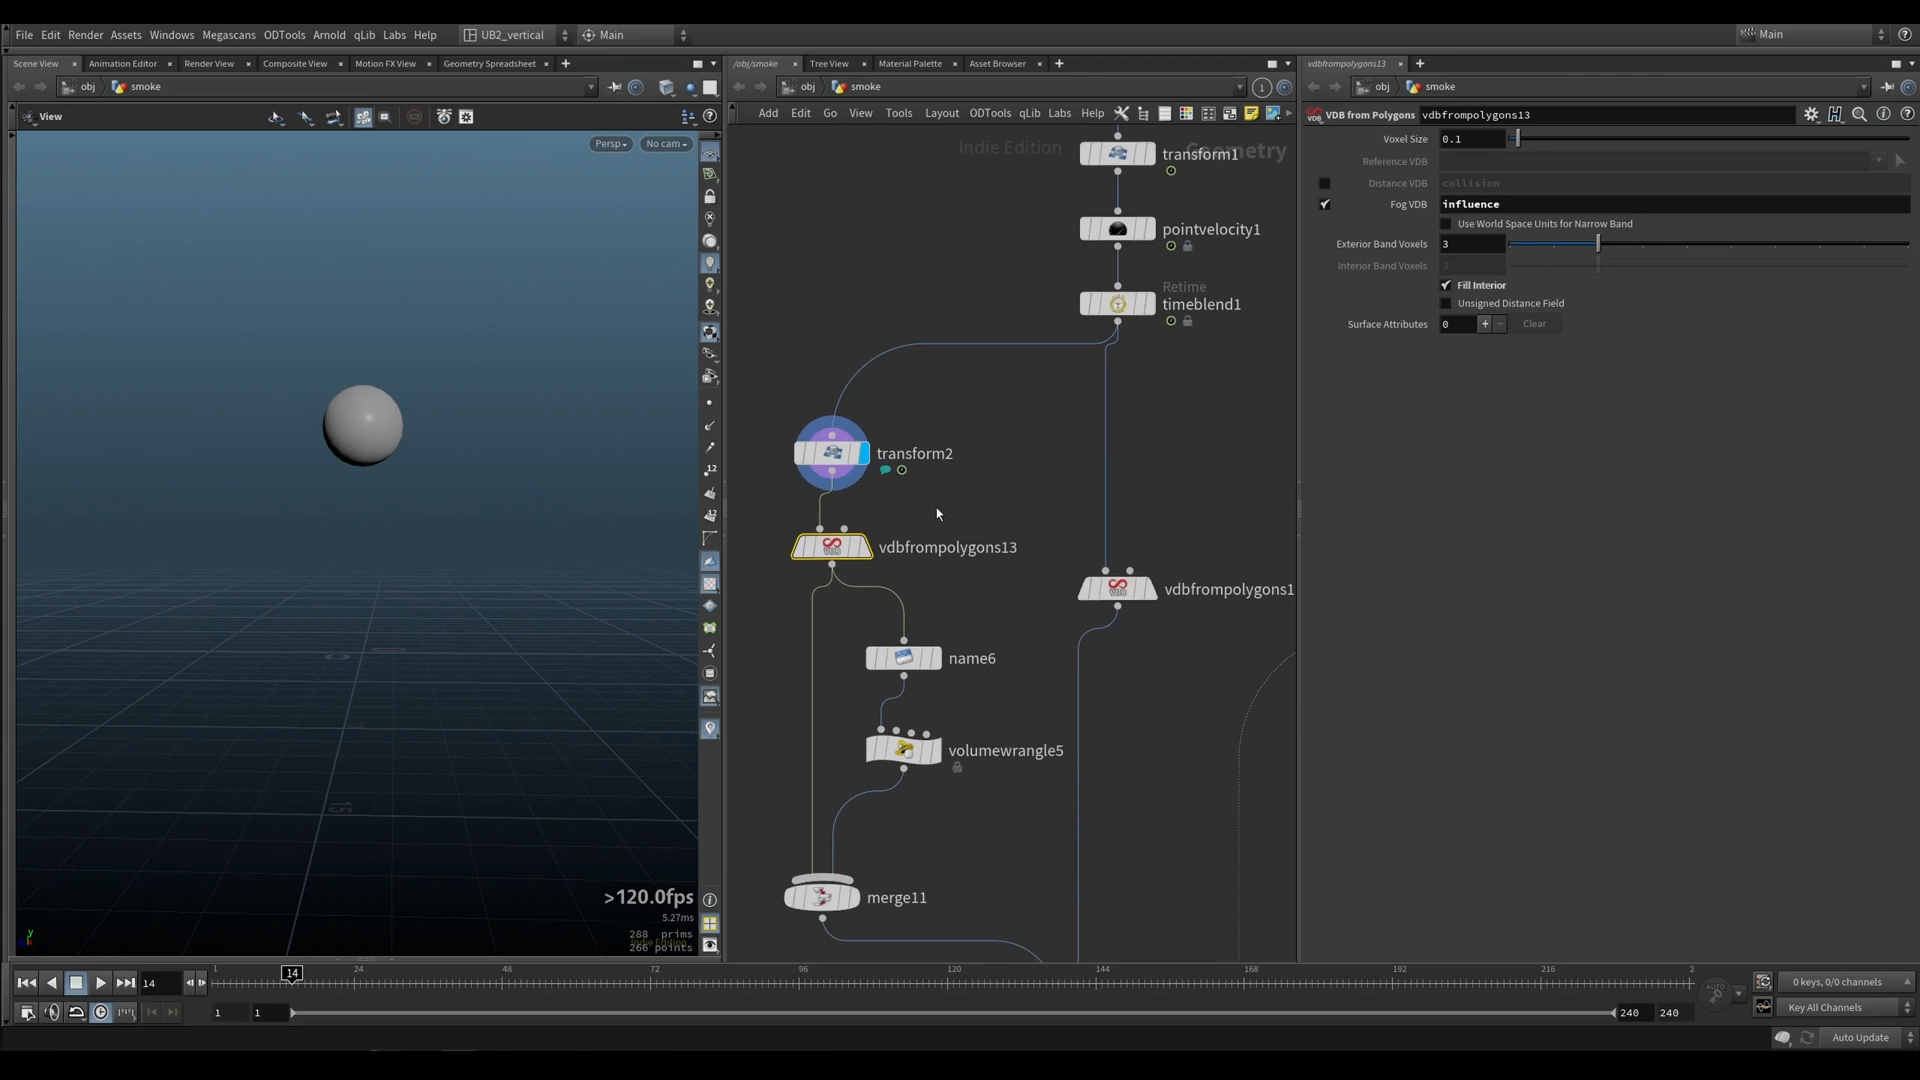 File Edit Render Assets Windows Megascans ODTools Arnold qLib Labs Help UB2_vertical Main Main
Scene View Animation Editor Render View Composite View Motion FX View Geometry Spreadsheet
/obj/smoke Tree View Material Palette Asset Browser
vdbfrompolygons13
obj smoke
obj smoke
obj smoke
View
Add Edit Go View Tools Layout ODTools qLib Labs Help
VDB from Polygons vdbfrompolygons13
Persp No cam
Indie Edition
Geometry
transform1
pointvelocity1
Retime
timeblend1
transform2
vdbfrompolygons13
vdbfrompolygons1
name6
volumewrangle5
merge11
Voxel Size 0.1
Reference VDB
Distance VDB collision
Fog VDB influence
Use World Space Units for Narrow Band
Exterior Band Voxels 3
Interior Band Voxels 3
Fill Interior
Unsigned Distance Field
Surface Attributes 0 Clear
>120.0fps
5.27ms
288 prims
266 points
Indie Edition
14
1 14 24 48 72 96 120 144 168 192 216 2
1 1 240 240
AUTO
0 keys, 0/0 channels
Key All Channels
Auto Update